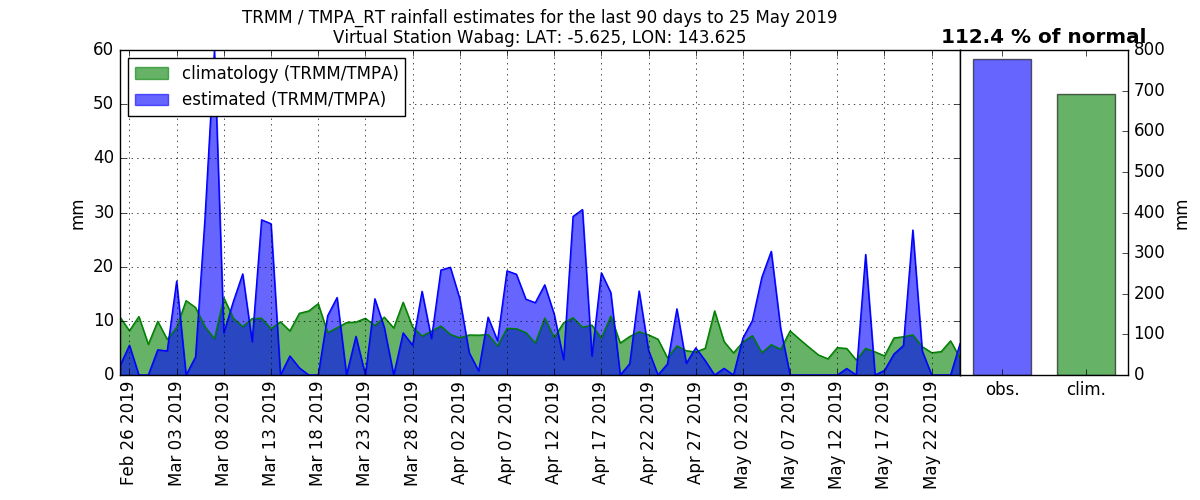 TRMM / TMPA_RT rainfall estimates for the last 90 days to 25 May 2019
Virtual Station Wabag: LAT: -5.625, LON: 143.625
112.4 % of normal
climatology (TRMM/TMPA)
estimated (TRMM/TMPA)
60
50
40
30
20
10
0
mm
800
700
600
500
400
300
200
100
0
mm
Feb 26 2019
Mar 03 2019
Mar 08 2019
Mar 13 2019
Mar 18 2019
Mar 23 2019
Mar 28 2019
Apr 02 2019
Apr 07 2019
Apr 12 2019
Apr 17 2019
Apr 22 2019
Apr 27 2019
May 02 2019
May 07 2019
May 12 2019
May 17 2019
May 22 2019
obs.
clim.